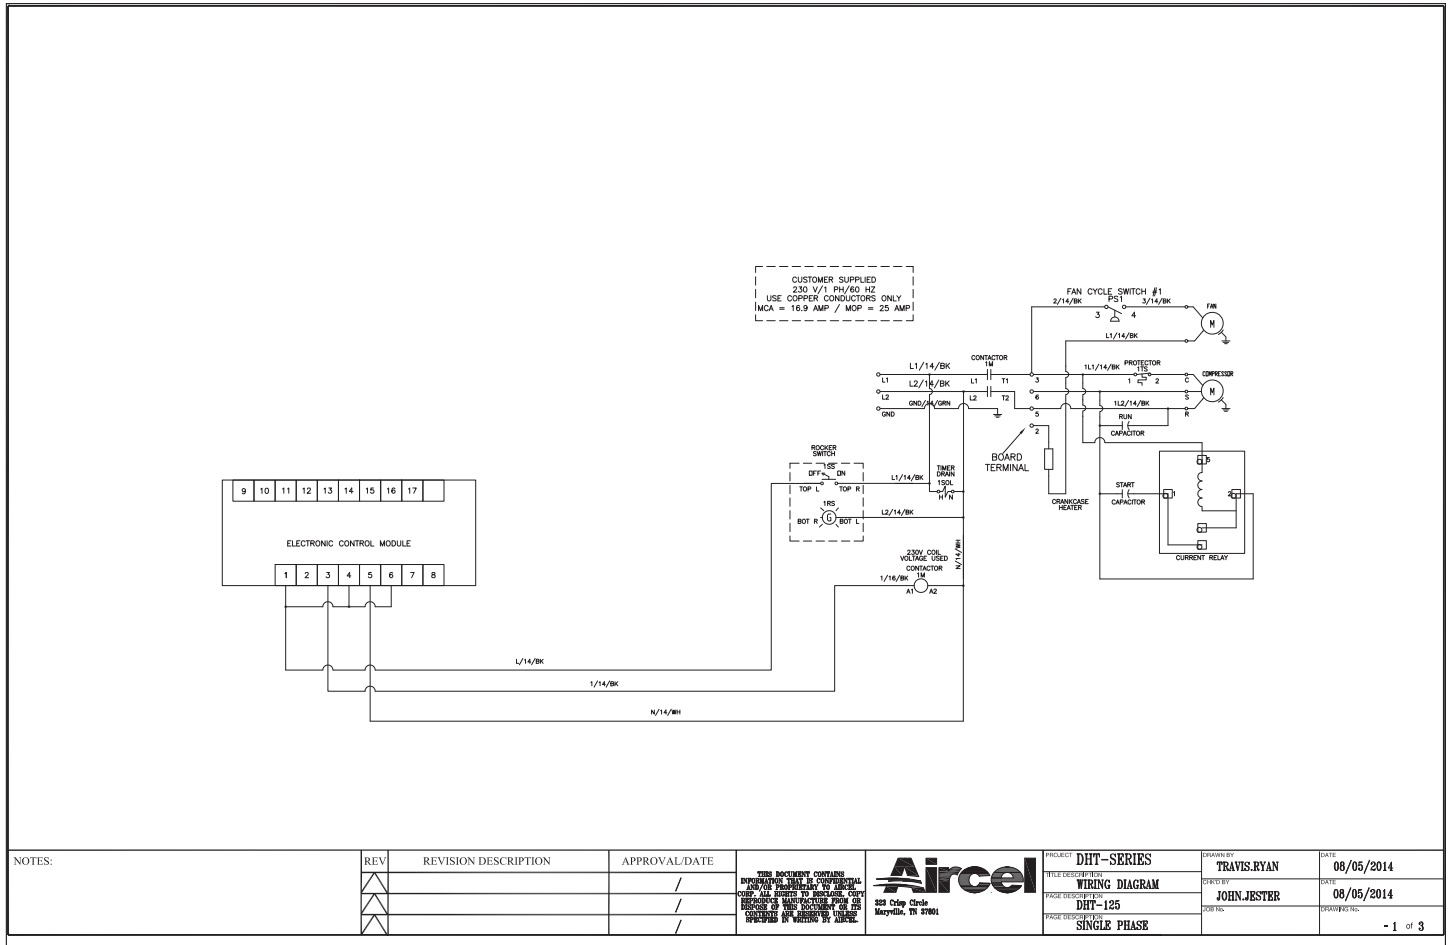 CUSTOMER SUPPLIED
230 V/1 PH/60 HZ
USE COPPER CONDUCTORS ONLY
MCA = 16.9 AMP / MOP = 25 AMP
FAN CYCLE SWITCH #1
2/14/BK PS1 3/14/BK
3 4
FAN
M
L1/14/BK
L1/14/BK
CONTACTOR
1M
L1 L1 T1 3
1L1/14/BK
PROTECTOR
1TS
1 2 C
COMPRESSOR
M
L2/14/BK
L2 L2 T2 6 S
GND/14/GRN
GND 5
1L2/14/BK
R
RUN
CAPACITOR
2
BOARD
TERMINAL
CRANKCASE
HEATER
START
CAPACITOR
5
1 2
CURRENT RELAY
ROCKER
SWITCH
1SS
OFF ON
TOP L TOP R
L1/14/BK
TIMER
DRAIN
1SOL
H N
1RS
BOT R G BOT L
L2/14/BK
N/14/WH
230V COIL
VOLTAGE USED
CONTACTOR
1M
1/16/BK
A1 A2
9 10 11 12 13 14 15 16 17
ELECTRONIC CONTROL MODULE
1 2 3 4 5 6 7 8
L/14/BK
1/14/BK
N/14/WH
NOTES:
REV REVISION DESCRIPTION APPROVAL/DATE
/
/
/
THIS DOCUMENT CONTAINS
INFORMATION THAT IS CONFIDENTIAL
AND/OR PROPRIETARY TO AIRCEL
CORP. ALL RIGHTS TO DISCLOSE, COPY
REPRODUCE MANUFACTURE FROM OR
DISPOSE OF THIS DOCUMENT OR ITS
CONTENTS ARE RESERVED UNLESS
SPECIFIED IN WRITING BY AIRCEL.
Aircel
323 Crisp Circle
Maryville, TN 37801
PROJECT DHT-SERIES
TITLE DESCRIPTION
WIRING DIAGRAM
PAGE DESCRIPTION
DHT-125
PAGE DESCRIPTION
SINGLE PHASE
DRAWN BY
TRAVIS.RYAN
CHK'D BY
JOHN.JESTER
JOB No.
DATE
08/05/2014
DATE
08/05/2014
DRAWING No.
- 1 of 3